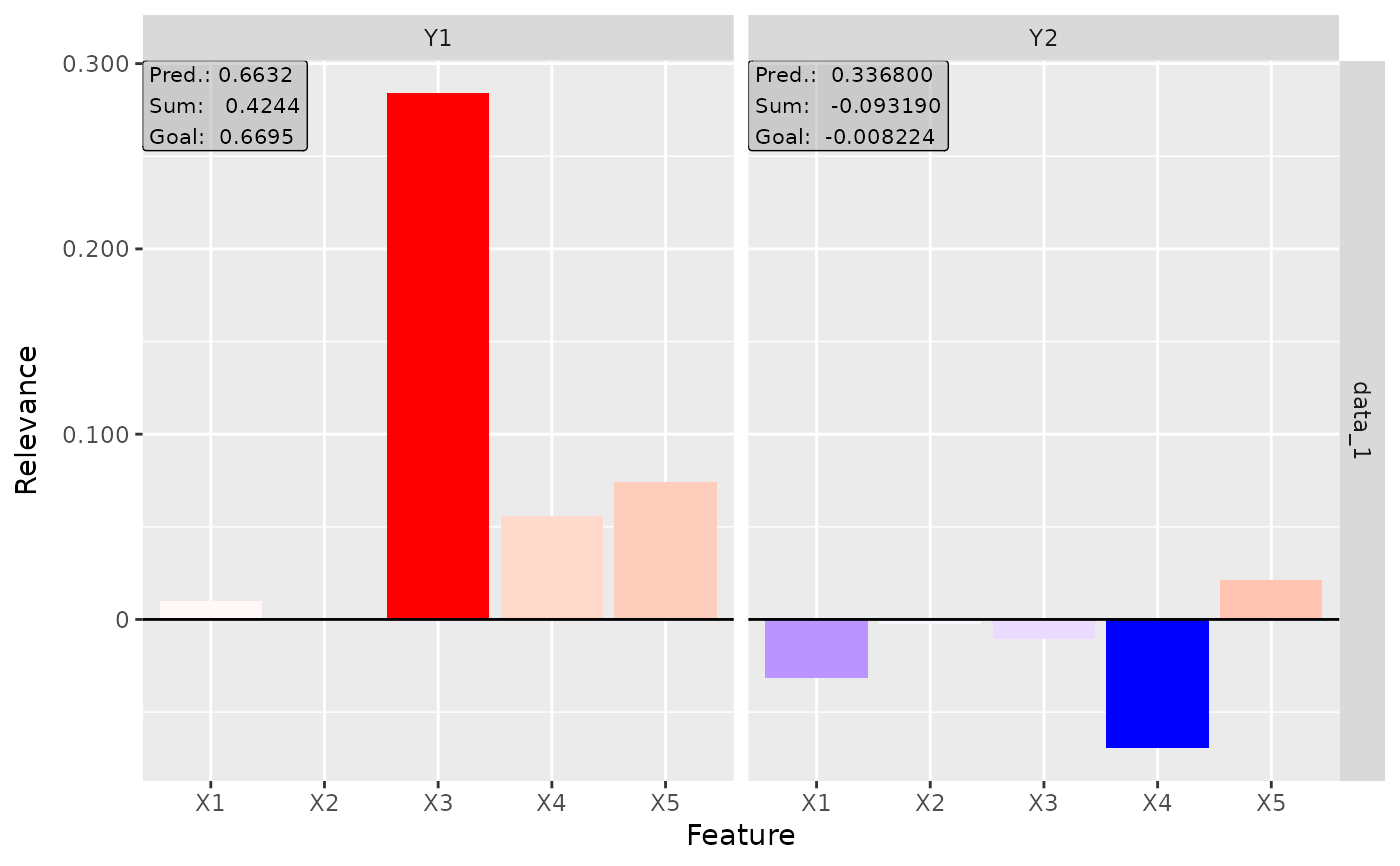 Y1
Y2
Pred.: 0.6632
Sum: 0.4244
Goal: 0.6695
Pred.: 0.336800
Sum: -0.093190
Goal: -0.008224
0.300
0.200
0.100
0
Relevance
data_1
X1 X2 X3 X4 X5
X1 X2 X3 X4 X5
Feature